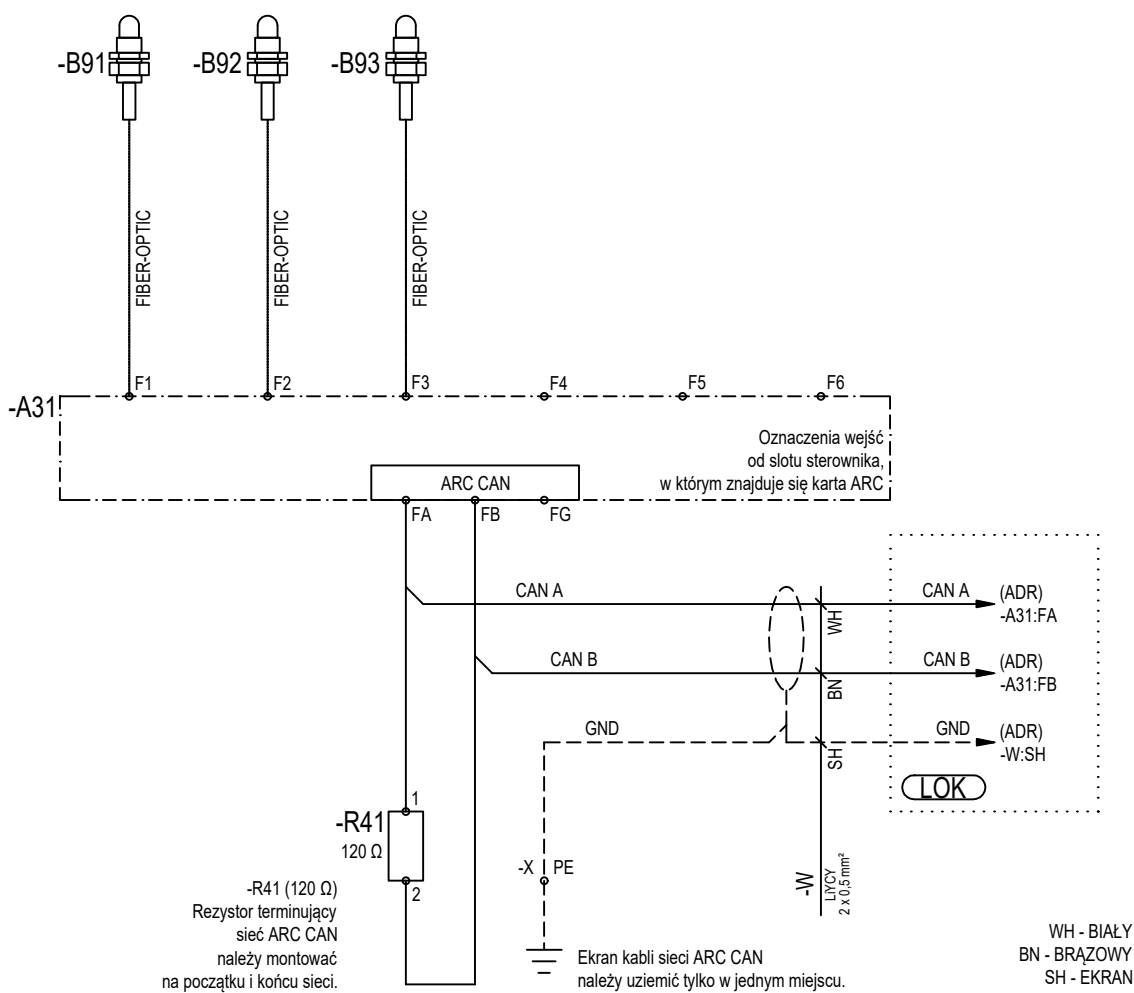 -B91
-B92
-B93
FIBER-OPTIC
FIBER-OPTIC
FIBER-OPTIC
F1
F2
F3
F4
F5
F6
-A31
Oznaczenia wejść
od slotu sterownika,
w którym znajduje się karta ARC
ARC CAN
FA
FB
FG
CAN A
WH
CAN A
(ADR)
-A31:FA
CAN B
BN
CAN B
(ADR)
-A31:FB
GND
SH
GND
(ADR)
-W:SH
LOK
1
-R41
120 Ω
2
-X
PE
-W
LiYCY
2 x 0,5 mm²
-R41 (120 Ω)
Rezystor terminujący
sieć ARC CAN
należy montować
na początku i końcu sieci.
Ekran kabli sieci ARC CAN
należy uziemić tylko w jednym miejscu.
WH - BIAŁY
BN - BRĄZOWY
SH - EKRAN